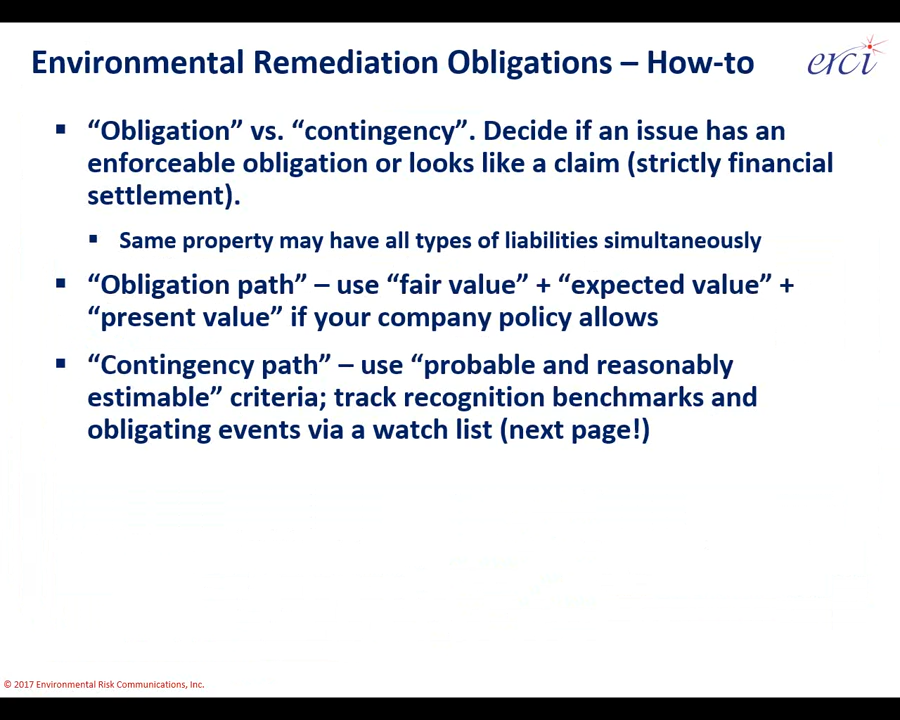 Environmental Remediation Obligations – How-to
erci
▪ “Obligation” vs. “contingency”. Decide if an issue has an
enforceable obligation or looks like a claim (strictly financial
settlement).
▪ Same property may have all types of liabilities simultaneously
▪ “Obligation path” – use “fair value” + “expected value” +
“present value” if your company policy allows
▪ “Contingency path” – use “probable and reasonably
estimable” criteria; track recognition benchmarks and
obligating events via a watch list (next page!)
© 2017 Environmental Risk Communications, Inc.